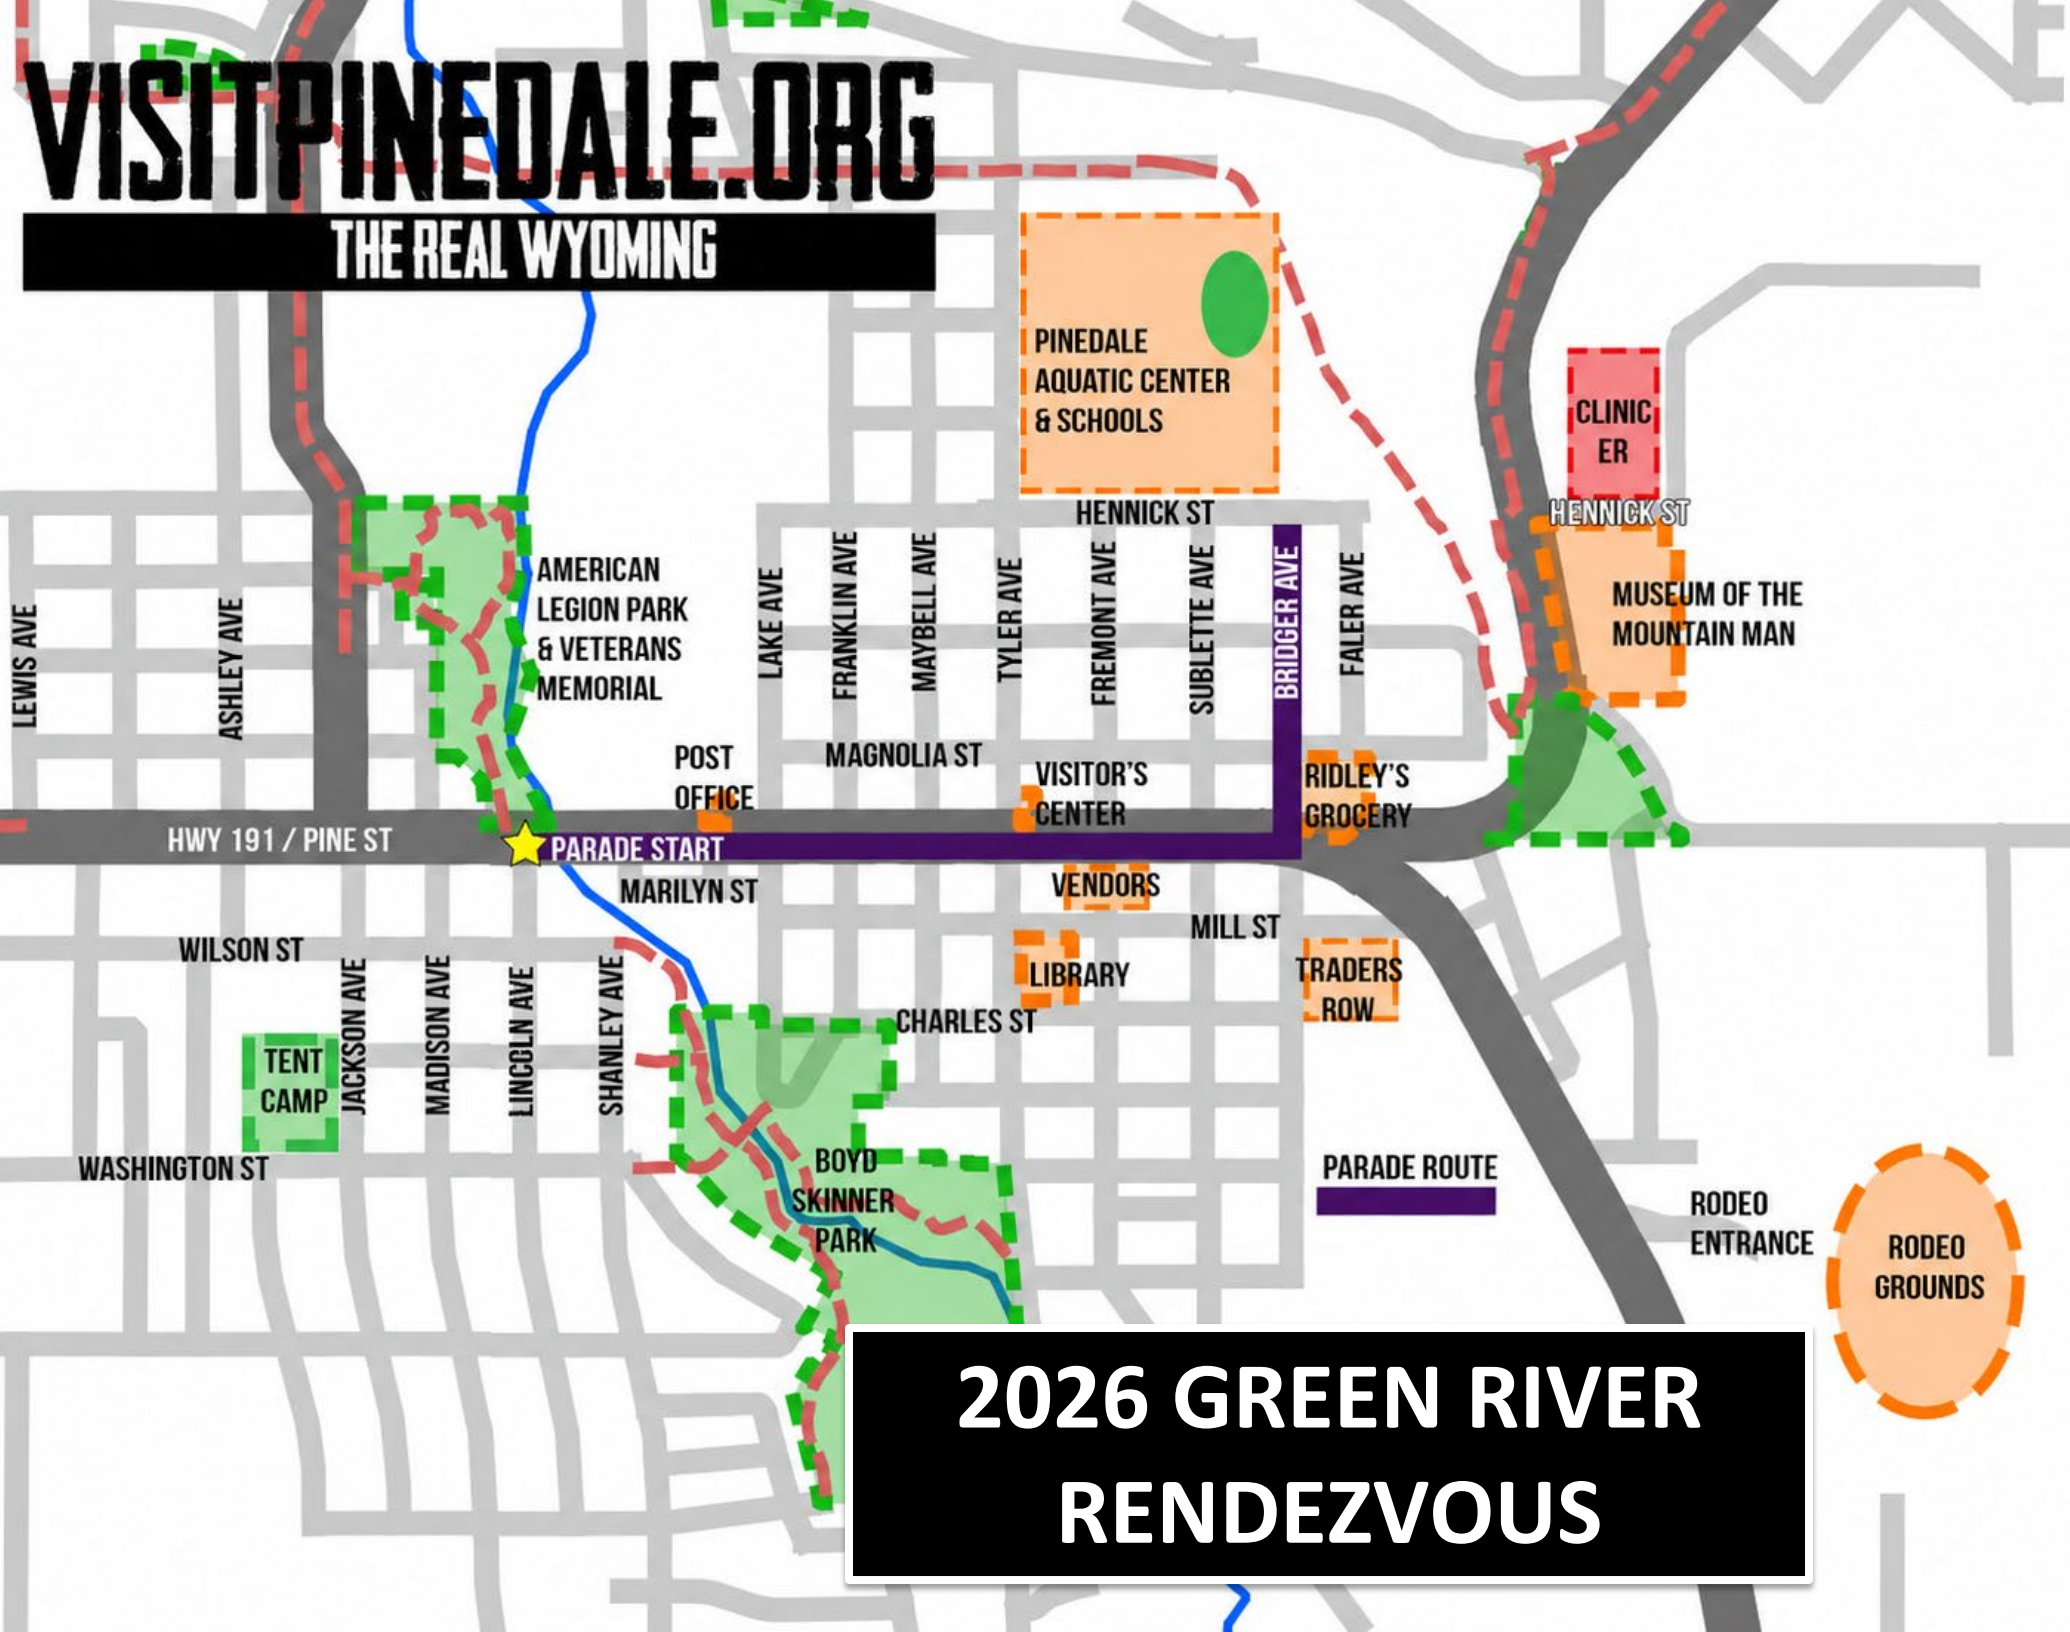 VISITPINEDALE.ORG
THE REAL WYOMING
PINEDALE
AQUATIC CENTER
& SCHOOLS
CLINIC
ER
HENNICK ST
HENNICK ST
AMERICAN
LEGION PARK
& VETERANS
MEMORIAL
MUSEUM OF THE
MOUNTAIN MAN
LEWIS AVE
ASHLEY AVE
LAKE AVE
FRANKLIN AVE
MAYBELL AVE
TYLER AVE
FREMONT AVE
SUBLETTE AVE
BRIDGER AVE
FALER AVE
POST
OFFICE
MAGNOLIA ST
VISITOR'S
CENTER
RIDLEY'S
GROCERY
HWY 191 / PINE ST
PARADE START
MARILYN ST
VENDORS
MILL ST
WILSON ST
LIBRARY
TRADERS
ROW
JACKSON AVE
MADISON AVE
LINCOLN AVE
SHANLEY AVE
CHARLES ST
TENT
CAMP
WASHINGTON ST
BOYD
SKINNER
PARK
PARADE ROUTE
RODEO
ENTRANCE
RODEO
GROUNDS
2026 GREEN RIVER
RENDEZVOUS